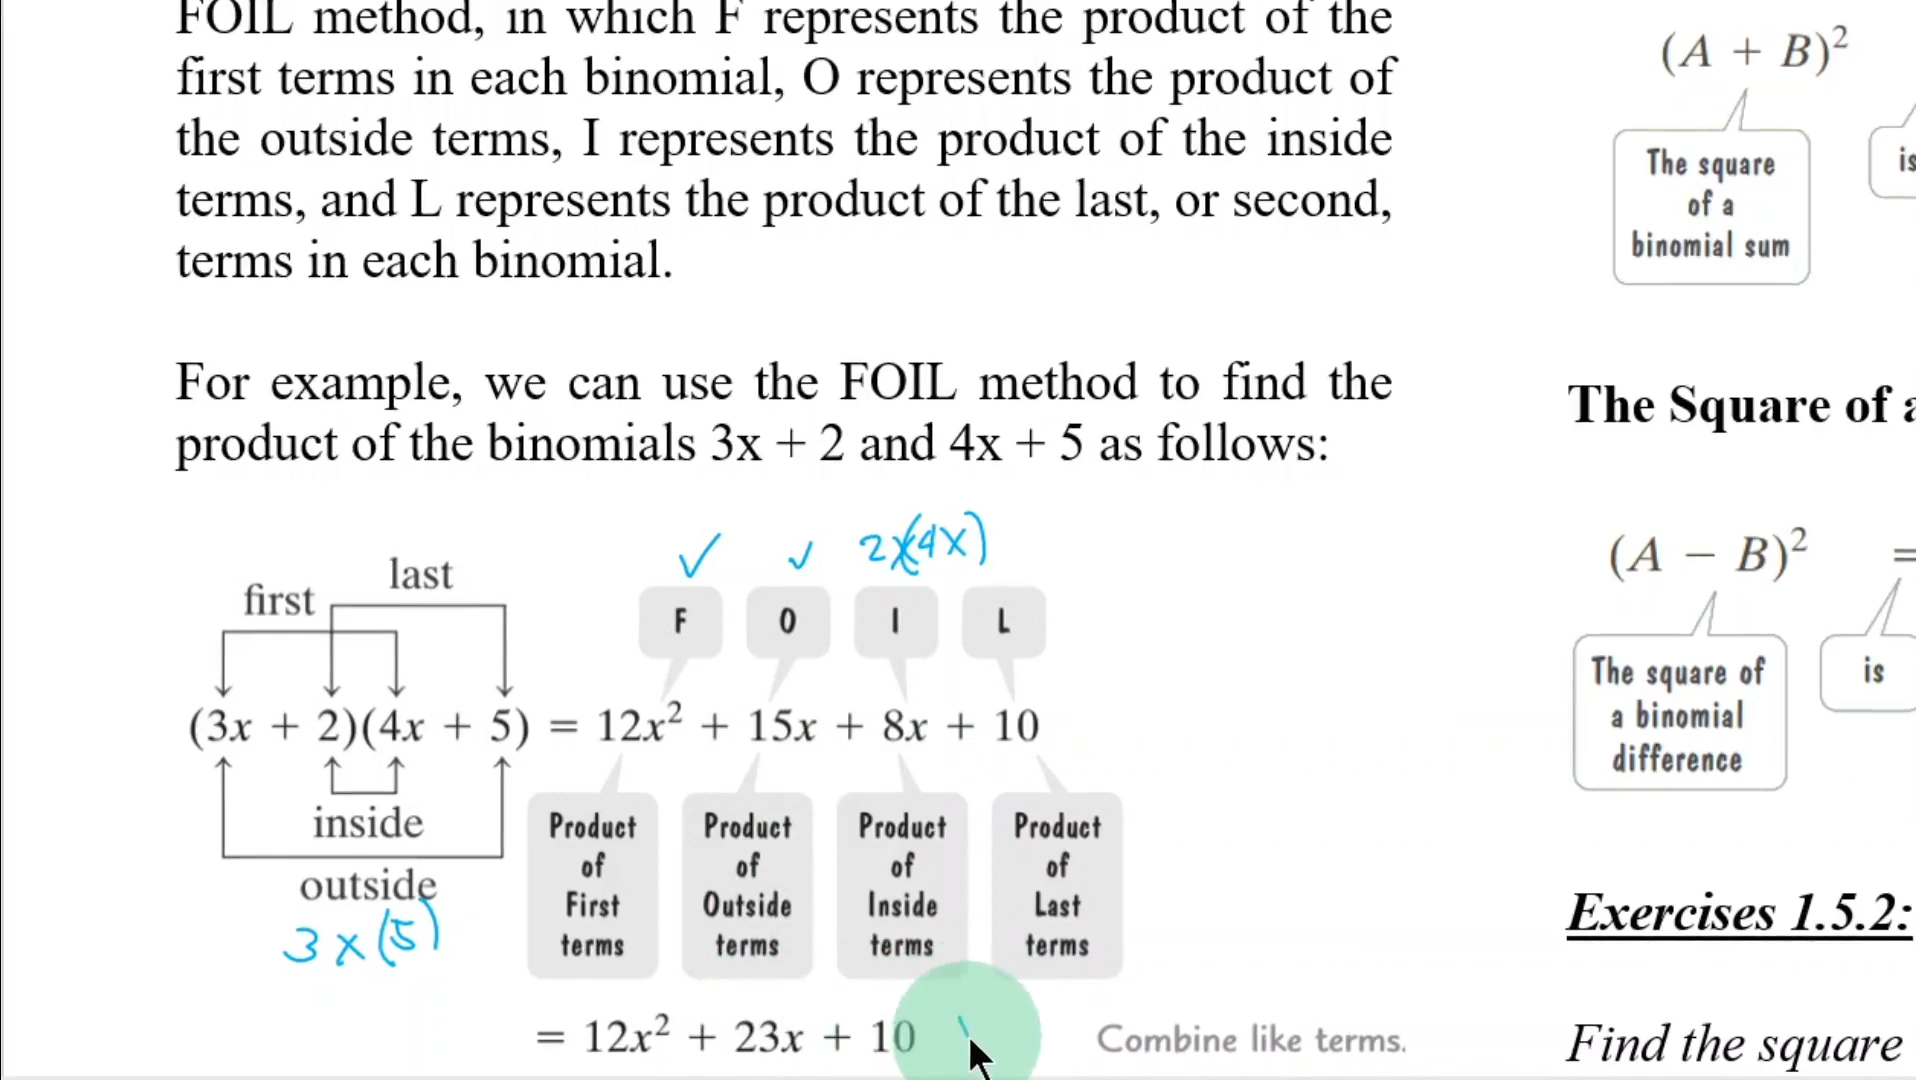 FOIL method, in which F represents the product of the
first terms in each binomial, O represents the product of
the outside terms, I represents the product of the inside
terms, and L represents the product of the last, or second,
terms in each binomial.
For example, we can use the FOIL method to find the
product of the binomials 3x + 2 and 4x + 5 as follows:
✓ ✓ 2x(4x)
first last
F O I L
(3x + 2)(4x + 5) = 12x² + 15x + 8x + 10
inside
outside
3x(5)
Product of First terms
Product of Outside terms
Product of Inside terms
Product of Last terms
= 12x² + 23x + 10 Combine like terms.
(A + B)²
The square
of a
binomial sum
is
The Square of a
(A − B)² =
The square of
a binomial
difference
is
Exercises 1.5.2:
Find the square